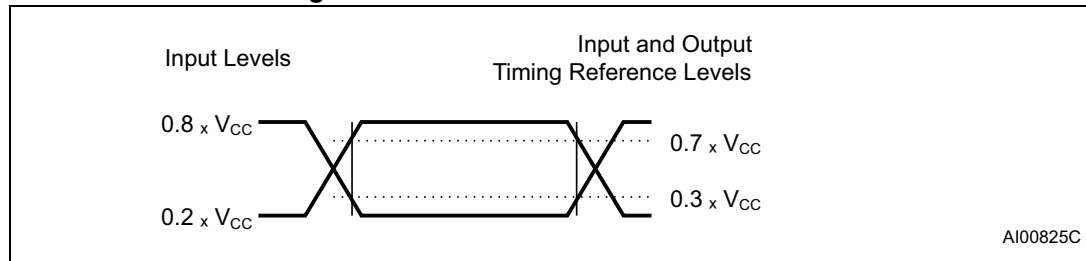 Input Levels
Input and Output
Timing Reference Levels
0.8 x VCC
0.7 x VCC
0.3 x VCC
0.2 x VCC
AI00825C